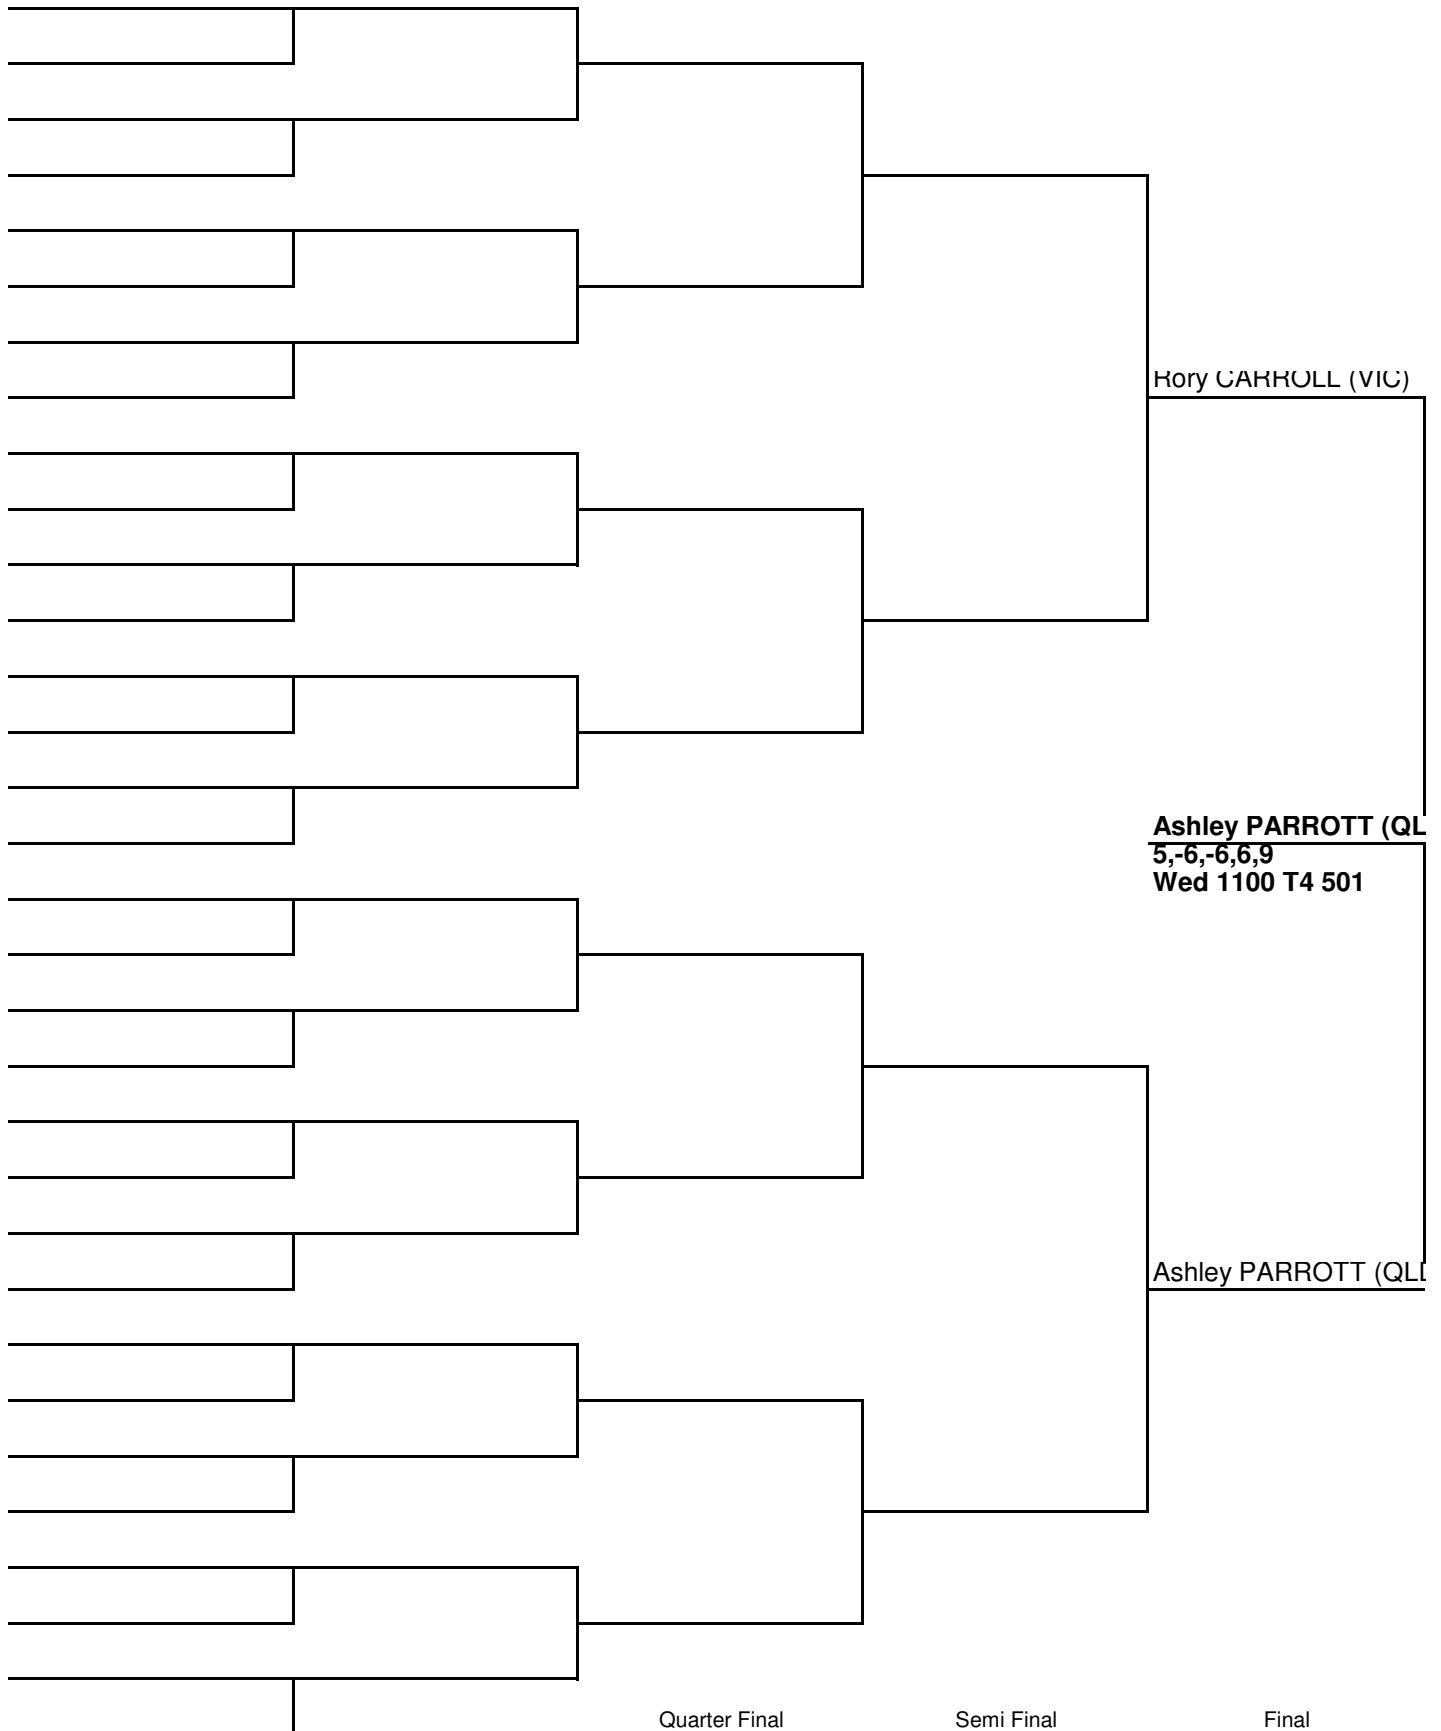 Rory CARROLL (VIC)
Ashley PARROTT (QL
5,-6,-6,6,9
Wed 1100 T4 501
Ashley PARROTT (QLD
Quarter Final
Semi Final
Final